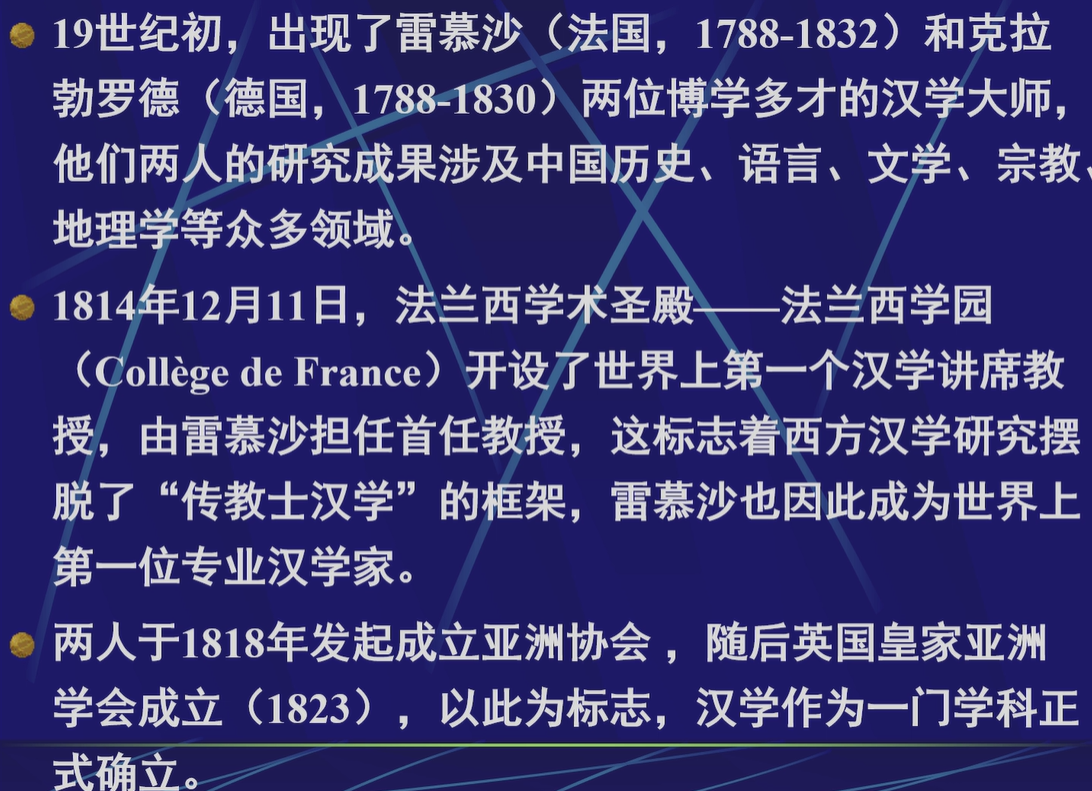 19世纪初，出现了雷慕沙（法国，1788-1832）和克拉
勃罗德（德国，1788-1830）两位博学多才的汉学大师，
他们两人的研究成果涉及中国历史、语言、文学、宗教、
地理学等众多领域。
1814年12月11日，法兰西学术圣殿——法兰西学园
（Collège de France）开设了世界上第一个汉学讲席教
授，由雷慕沙担任首任教授，这标志着西方汉学研究摆
脱了“传教士汉学”的框架，雷慕沙也因此成为世界上
第一位专业汉学家。
两人于1818年发起成立亚洲协会 ，随后英国皇家亚洲
学会成立（1823），以此为标志，汉学作为一门学科正
式确立。